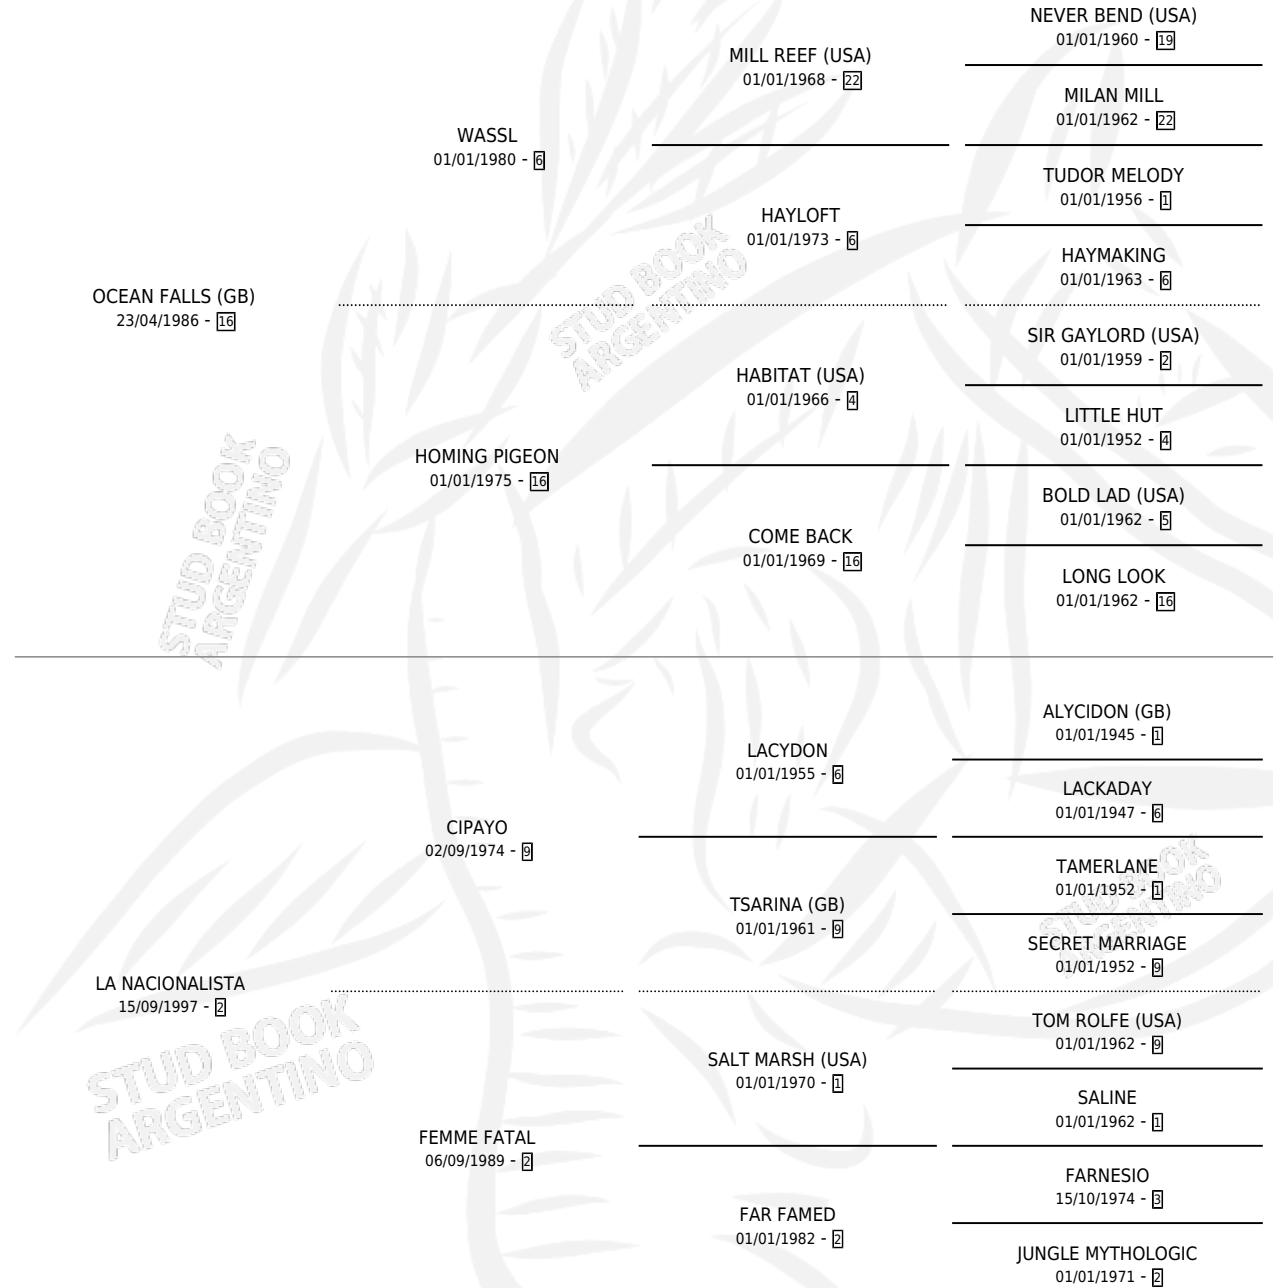 NEVER BEND (USA)
01/01/1960 - 19
MILL REEF (USA)
01/01/1968 - 22
MILAN MILL
01/01/1962 - 22
WASSL
01/01/1980 - 6
TUDOR MELODY
01/01/1956 - 1
HAYLOFT
01/01/1973 - 6
HAYMAKING
01/01/1963 - 6
OCEAN FALLS (GB)
23/04/1986 - 16
STUD BOOK
ARGENTINO
SIR GAYLORD (USA)
01/01/1959 - 2
HABITAT (USA)
01/01/1966 - 4
LITTLE HUT
01/01/1952 - 4
HOMING PIGEON
01/01/1975 - 16
BOLD LAD (USA)
01/01/1962 - 5
COME BACK
01/01/1969 - 16
LONG LOOK
01/01/1962 - 16
STUD BOOK
ARGENTINO
ALYCIDON (GB)
01/01/1945 - 1
LACYDON
01/01/1955 - 6
LACKADAY
01/01/1947 - 6
CIPAYO
02/09/1974 - 9
TAMERLANE
01/01/1952 - 1
TSARINA (GB)
01/01/1961 - 9
STUD BOOK
ARGENTINO
SECRET MARRIAGE
01/01/1952 - 9
LA NACIONALISTA
15/09/1997 - 2
STUD BOOK
ARGENTINO
TOM ROLFE (USA)
01/01/1962 - 9
SALT MARSH (USA)
01/01/1970 - 1
SALINE
01/01/1962 - 1
FEMME FATAL
06/09/1989 - 2
FARNESIO
15/10/1974 - 3
FAR FAMED
01/01/1982 - 2
JUNGLE MYTHOLOGIC
01/01/1971 - 2